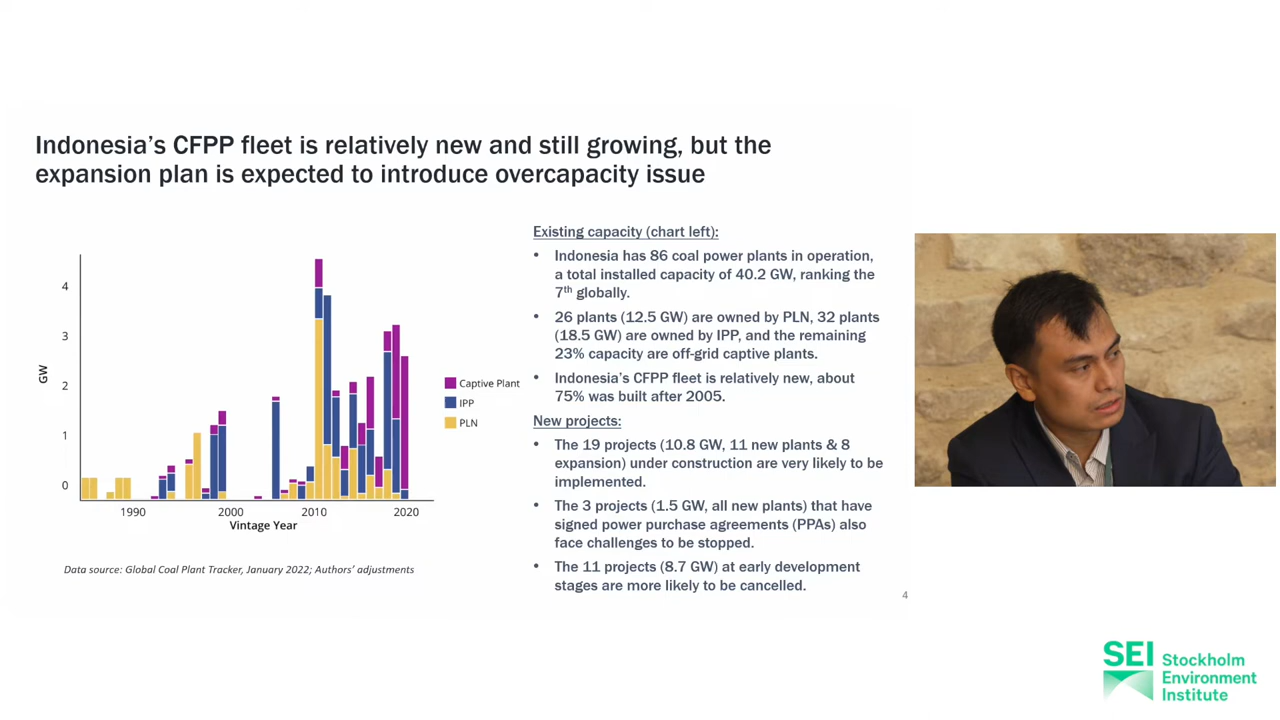 Indonesia's CFPP fleet is relatively new and still growing, but the
expansion plan is expected to introduce overcapacity issue
GW
4
3
2
1
0
1990
2000
2010
2020
Vintage Year
Captive Plant
IPP
PLN
Data source: Global Coal Plant Tracker, January 2022; Authors' adjustments
Existing capacity (chart left):
• Indonesia has 86 coal power plants in operation,
a total installed capacity of 40.2 GW, ranking the
7th globally.
• 26 plants (12.5 GW) are owned by PLN, 32 plants
(18.5 GW) are owned by IPP, and the remaining
23% capacity are off-grid captive plants.
• Indonesia's CFPP fleet is relatively new, about
75% was built after 2005.
New projects:
• The 19 projects (10.8 GW, 11 new plants & 8
expansion) under construction are very likely to be
implemented.
• The 3 projects (1.5 GW, all new plants) that have
signed power purchase agreements (PPAs) also
face challenges to be stopped.
• The 11 projects (8.7 GW) at early development
stages are more likely to be cancelled.
4
SEI Stockholm
Environment
Institute